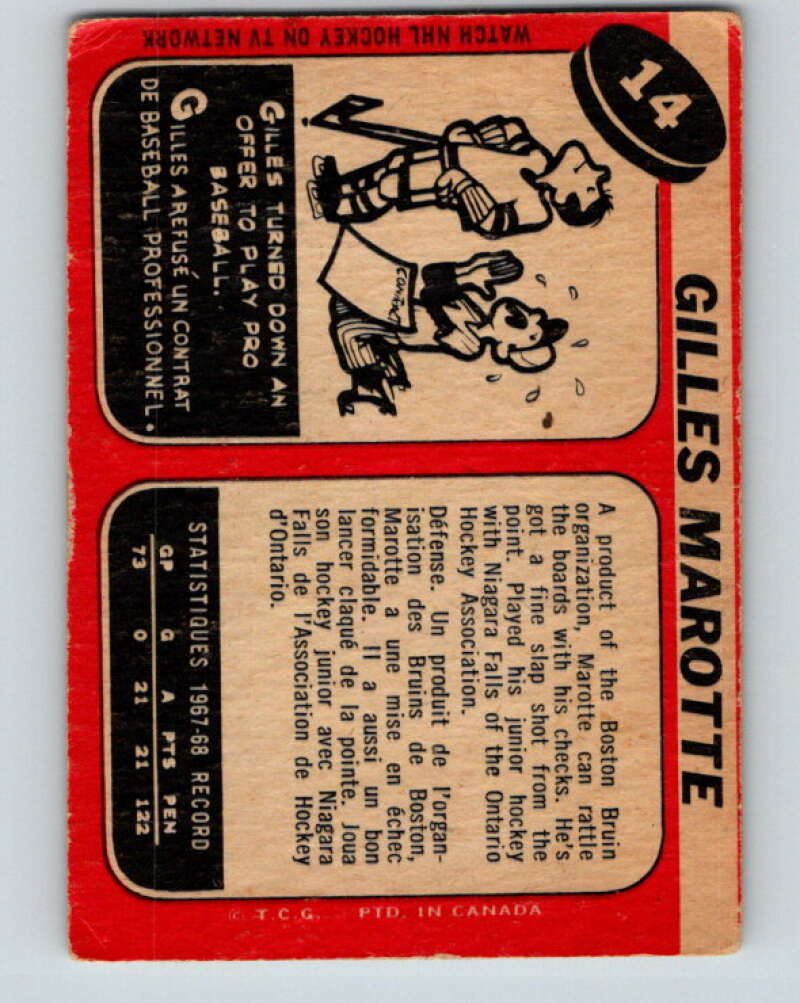 14
GILLES MAROTTE
WATCH NHL HOCKEY ON TV NETWORK
CONTRACT
GILLES TURNED DOWN AN
OFFER TO PLAY PRO
BASEBALL.
GILLES A REFUSÉ UN CONTRAT
DE BASEBALL PROFESSIONNEL.
A product of the Boston Bruin
organization, Marotte can rattle
the boards with his checks. He's
got a fine slap shot from the
point. Played his junior hockey
with Niagara Falls of the Ontario
Hockey Association.
Défense. Un produit de l'organ-
isation des Bruins de Boston,
Marotte a une mise en échec
formidable. Il a aussi un bon
lancer claqué de la pointe. Joua
son hockey junior avec Niagara
Falls de l'Association de Hockey
d'Ontario.
STATISTIQUES 1967-68 RECORD
GP G A PTS PEN
73 0 21 21 122
© T.C.G. PTD. IN CANADA